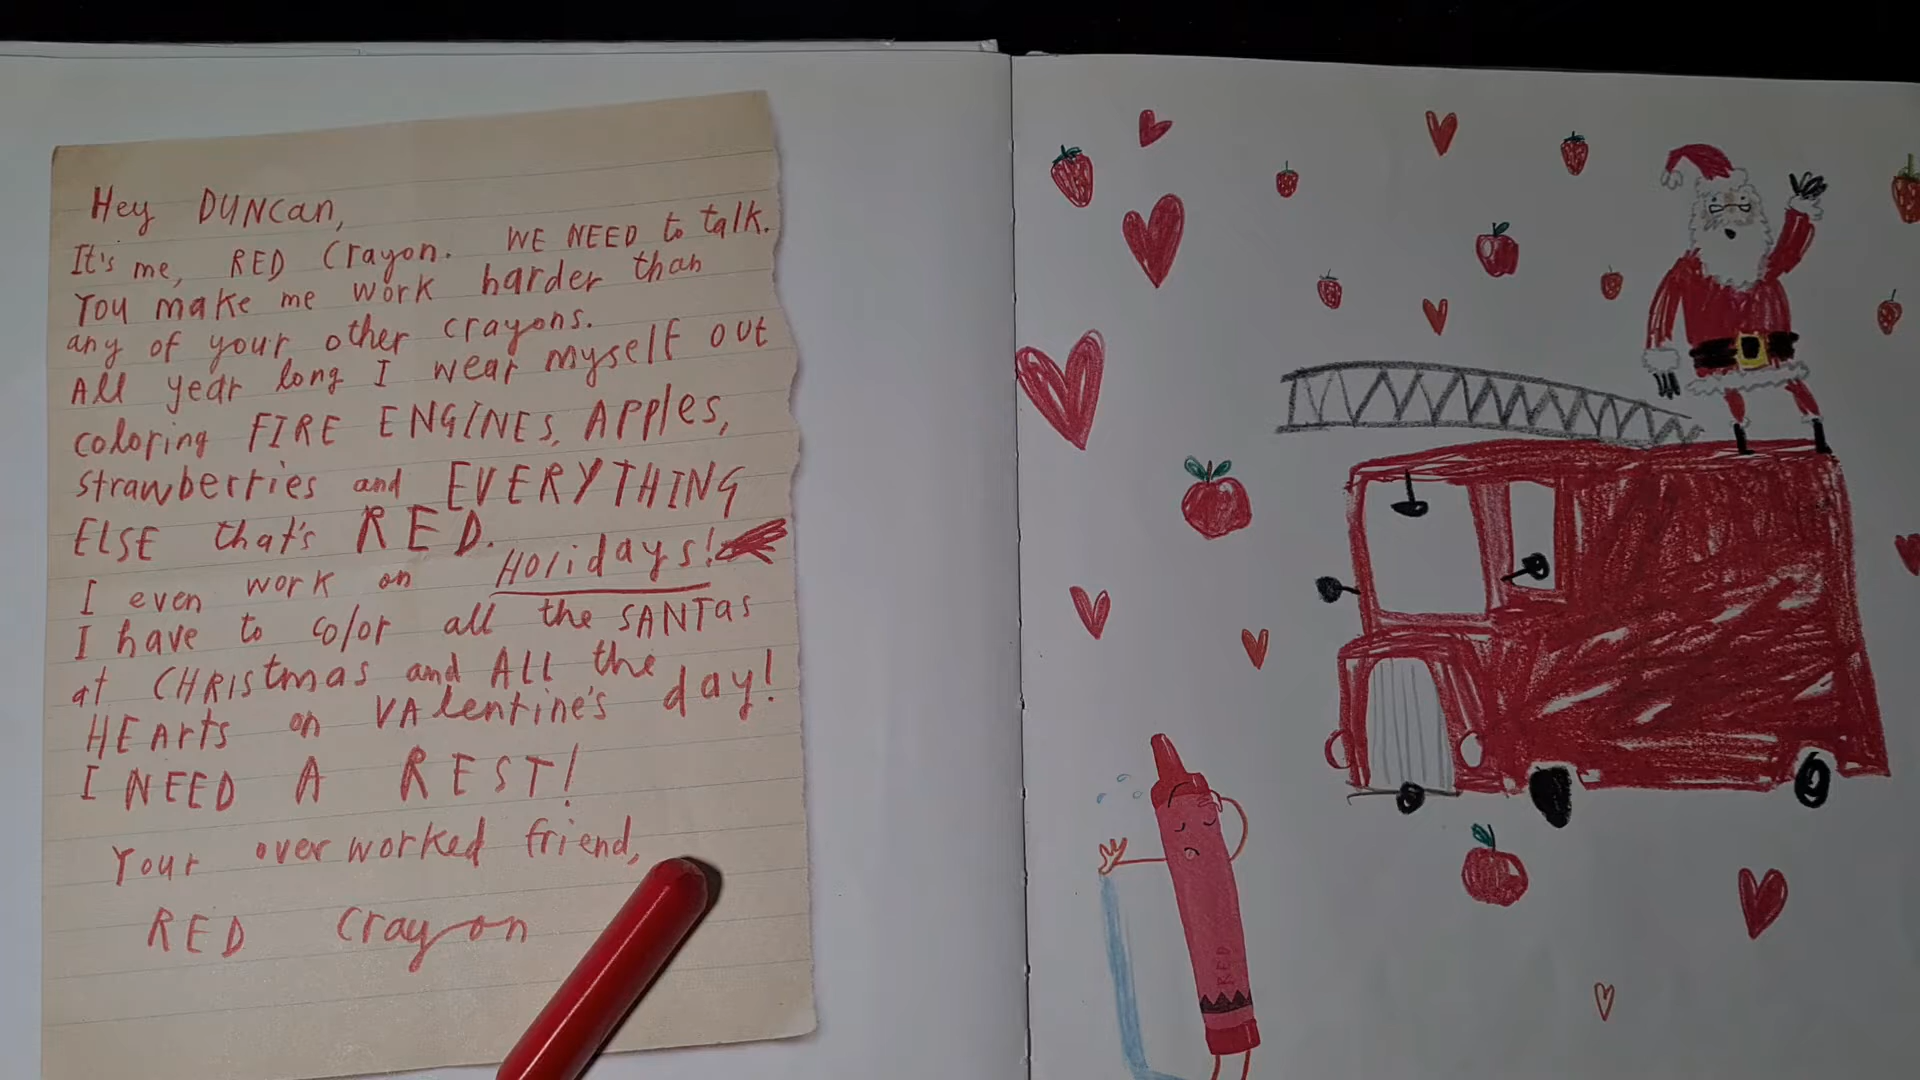 Hey DUNCan,
It's me, RED Crayon. WE NEED to talk.
You make me work harder than
any of your other crayons.
All year long I wear myself out
coloring FIRE ENGINES, Apples,
strawberries and EVERYTHING
ELSE that's RED.
I even work on Holidays!
I have to color all the SANTas
at CHRIstmas and ALL the
HEArts on VAlentine's day!
I NEED A REST!
Your overworked friend,
RED Crayon
RED